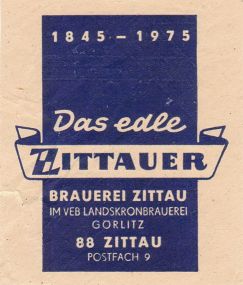 1845 – 1975
Das edle
ZITTAUER
BRAUEREI ZITTAU
IM VEB LANDSKRONBRAUEREI
GÖRLITZ
88 ZITTAU
POSTFACH 9